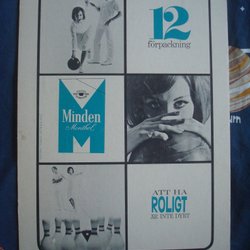 12
förpackning
Minden
Menthol
ATT HA
ROLIGT
ÄR INTE DYRT